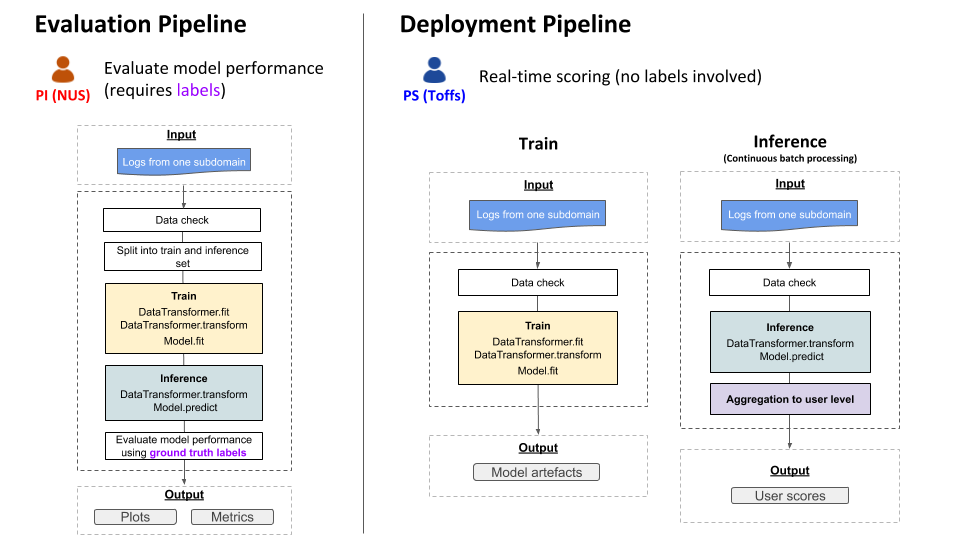 Evaluation Pipeline
PI (NUS)
Evaluate model performance
(requires labels)
Input
Logs from one subdomain
Data check
Split into train and inference
set
Train
DataTransformer.fit
DataTransformer.transform
Model.fit
Inference
DataTransformer.transform
Model.predict
Evaluate model performance
using ground truth labels
Output
Plots
Metrics
Deployment Pipeline
PS (Toffs)
Real-time scoring (no labels involved)
Train
Input
Logs from one subdomain
Data check
Train
DataTransformer.fit
DataTransformer.transform
Model.fit
Output
Model artefacts
Inference
(Continuous batch processing)
Input
Logs from one subdomain
Data check
Inference
DataTransformer.transform
Model.predict
Aggregation to user level
Output
User scores